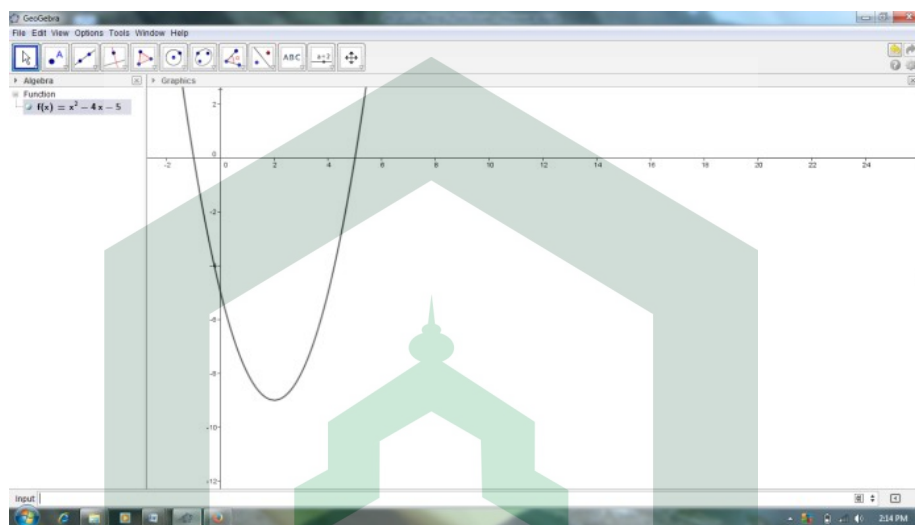 GeoGebra
File Edit View Options Tools Window Help
A
α
ABC
a=2
Algebra
Graphics
Function
f(x) = x² − 4 x − 5
2
0
-2 0 2 4 6 8 10 12 14 16 18 20 22 24
-2
-4
-6
-8
-10
-12
Input
2:14 PM